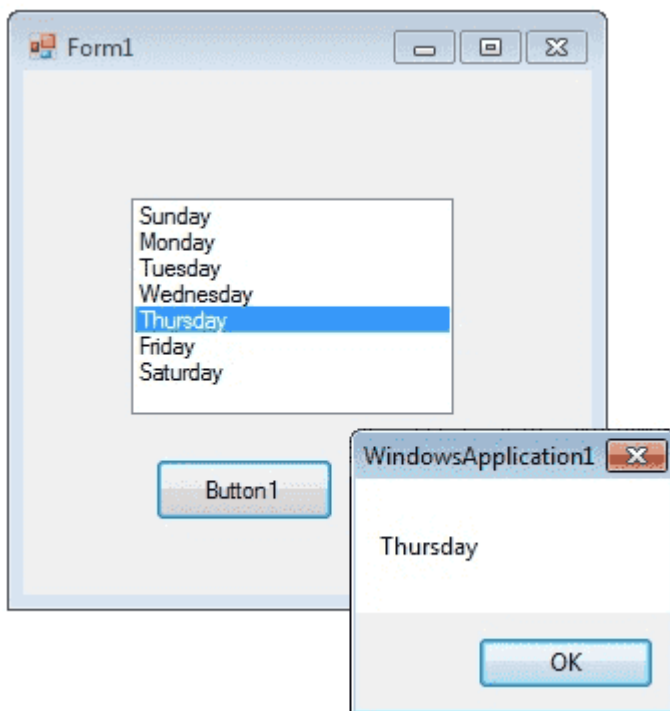 Form1
Sunday
Monday
Tuesday
Wednesday
Thursday
Friday
Saturday
Button1
WindowsApplication1
Thursday
OK